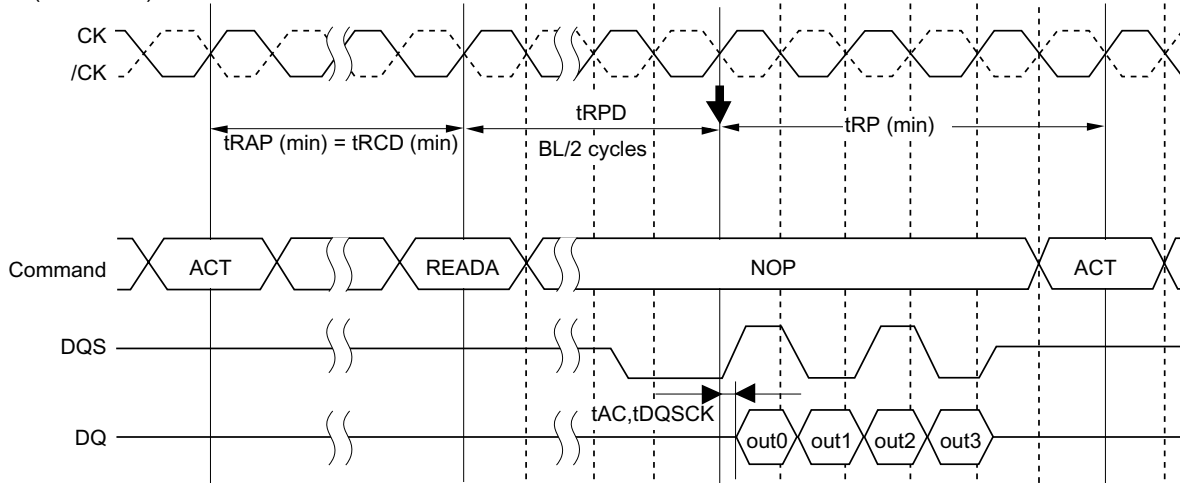 CK
/CK
tRPD
tRAP (min) = tRCD (min)
BL/2 cycles
tRP (min)
Command
ACT
READA
NOP
ACT
DQS
tAC,tDQSCK
DQ
out0
out1
out2
out3